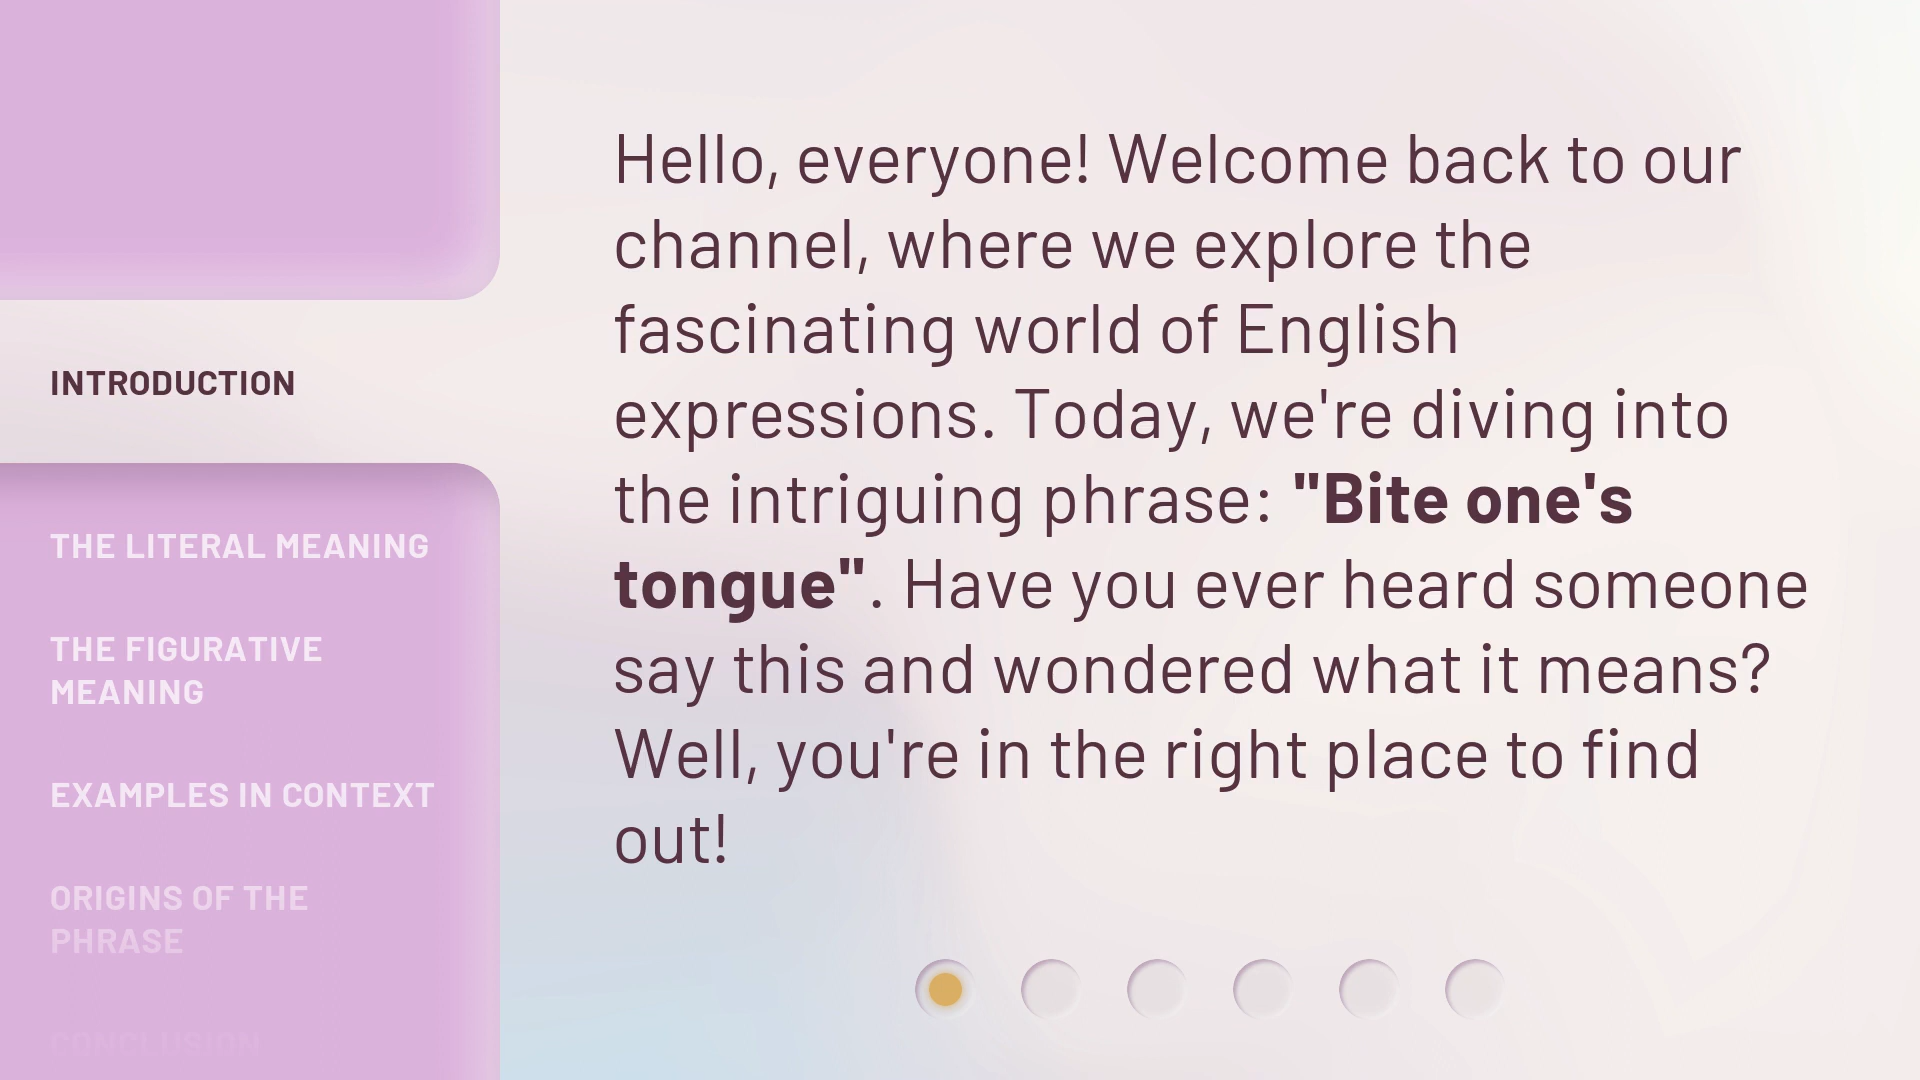 INTRODUCTION
THE LITERAL MEANING
THE FIGURATIVE
MEANING
EXAMPLES IN CONTEXT
ORIGINS OF THE
PHRASE
CONCLUSION
Hello, everyone! Welcome back to our
channel, where we explore the
fascinating world of English
expressions. Today, we're diving into
the intriguing phrase: "Bite one's
tongue". Have you ever heard someone
say this and wondered what it means?
Well, you're in the right place to find
out!